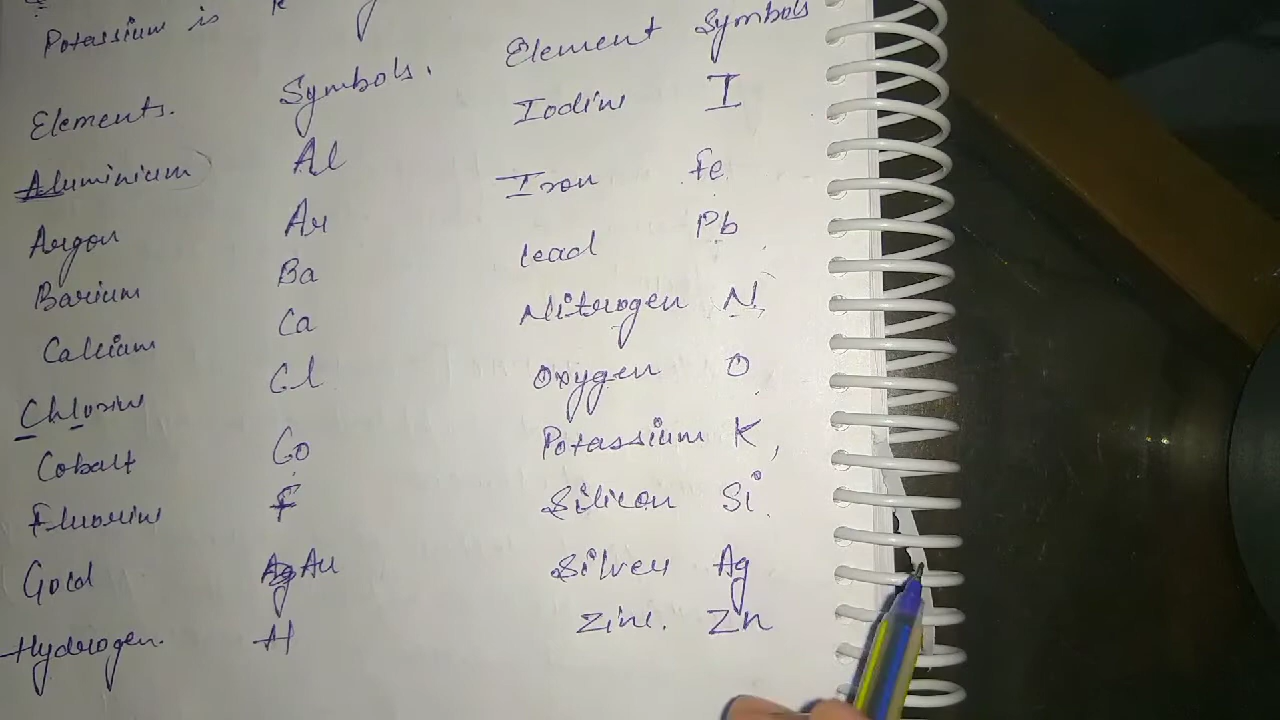 Potassium is K
Elements. Symbols. Element Symbols
Aluminium Al Iodine I
Argon Ar Iron Fe
Barium Ba lead Pb
Calcium Ca Nitrogen N
Chlorine Cl Oxygen O
Cobalt Co Potassium K,
Fluorine F Silicon Si
Gold Au Silver Ag
Hydrogen. H Zinc. Zn